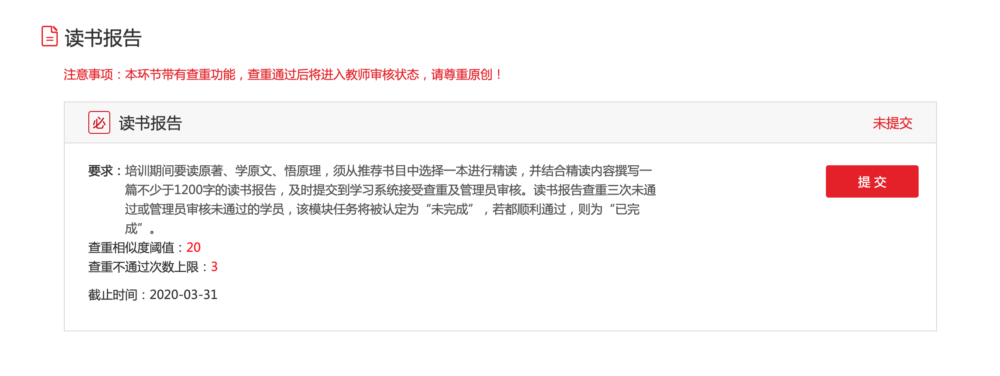 读书报告
注意事项：本环节带有查重功能，查重通过后将进入教师审核状态，请尊重原创！
必 读书报告 未提交
要求：培训期间要读原著、学原文、悟原理，须从推荐书目中选择一本进行精读，并结合精读内容撰写一
篇不少于1200字的读书报告，及时提交到学习系统接受查重及管理员审核。读书报告查重三次未通
过或管理员审核未通过的学员，该模块任务将被认定为“未完成”，若都顺利通过，则为“已完
成”。
提 交
查重相似度阈值：20
查重不通过次数上限：3
截止时间：2020-03-31